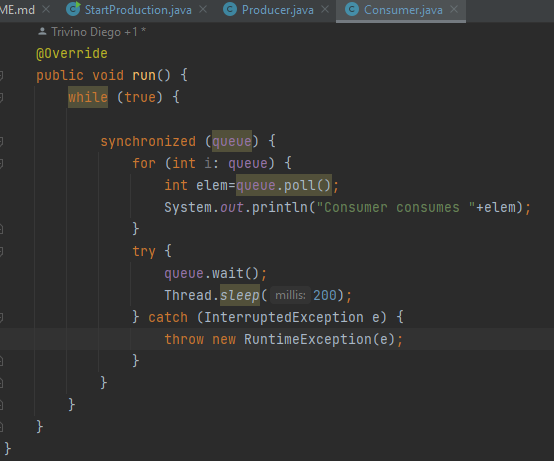 ME.md × StartProduction.java × Producer.java × Consumer.java ×
Trivino Diego +1 *
@Override
public void run() {
while (true) {
synchronized (queue) {
for (int i: queue) {
int elem=queue.poll();
System.out.println("Consumer consumes "+elem);
}
try {
queue.wait();
Thread.sleep( millis: 200);
} catch (InterruptedException e) {
throw new RuntimeException(e);
}
}
}
}
}